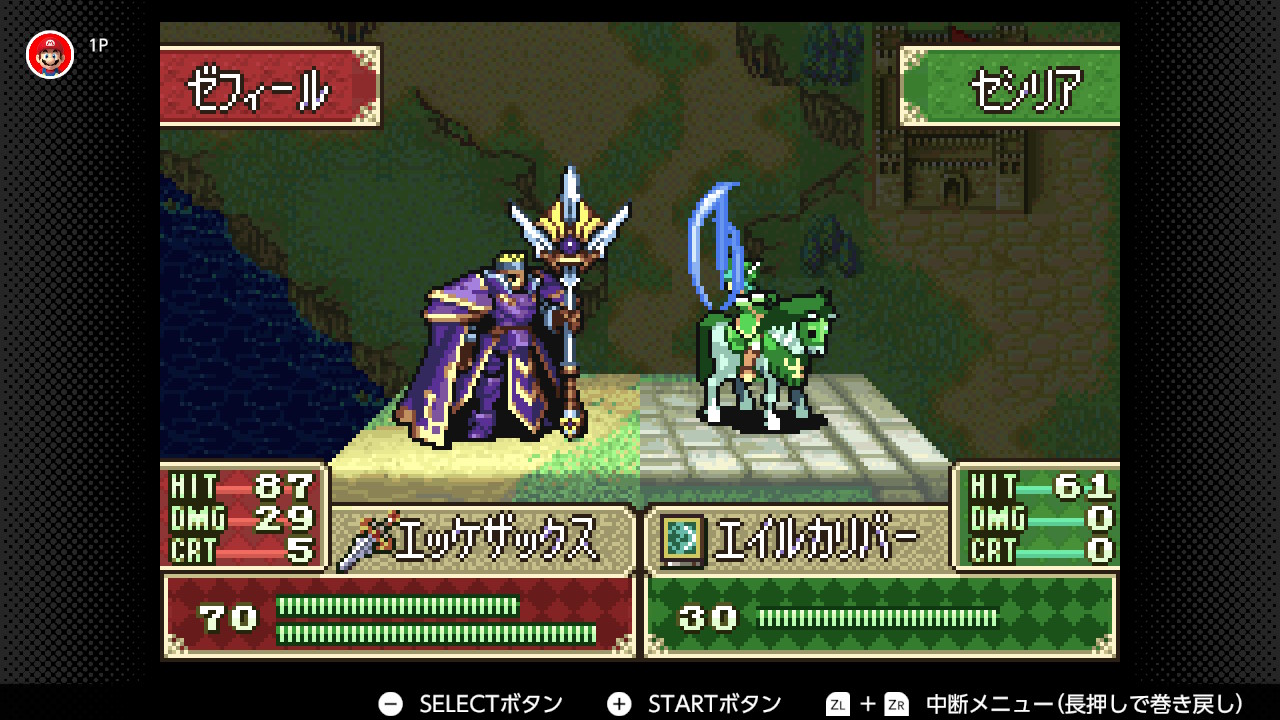 1P
ゼフィール
セシリア
HIT 87
DMG 29
CRT 5
エッケザックス
エイルカリバー
HIT 61
DMG 0
CRT 0
70
30
SELECTボタン STARTボタン ZL + ZR 中断メニュー(長押しで巻き戻し)